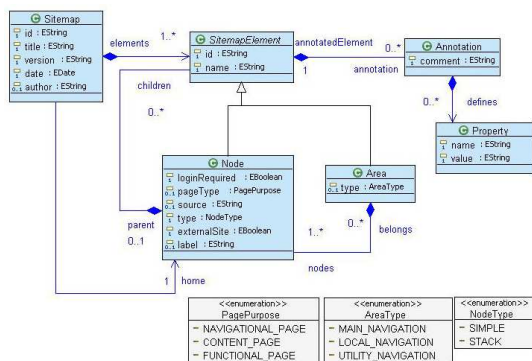 Sitemap
id : EString
title : EString
version : EString
date : EDate
author : EString
elements
1..*
SitemapElement
id : EString
name : EString
annotatedElement
1
0..*
annotation
Annotation
comment : EString
0..*
defines
Property
name : EString
value : EString
children
0..*
Node
loginRequired : EBoolean
pageType : PagePurpose
source : EString
type : NodeType
externalSite : EBoolean
label : EString
parent
0..1
1
home
Area
type : AreaType
0..*
belongs
1..*
nodes
<<enumeration>>
PagePurpose
- NAVIGATIONAL_PAGE
- CONTENT_PAGE
- FUNCTIONAL_PAGE
<<enumeration>>
AreaType
- MAIN_NAVIGATION
- LOCAL_NAVIGATION
- UTILITY_NAVIGATION
<<enumeration>>
NodeType
- SIMPLE
- STACK